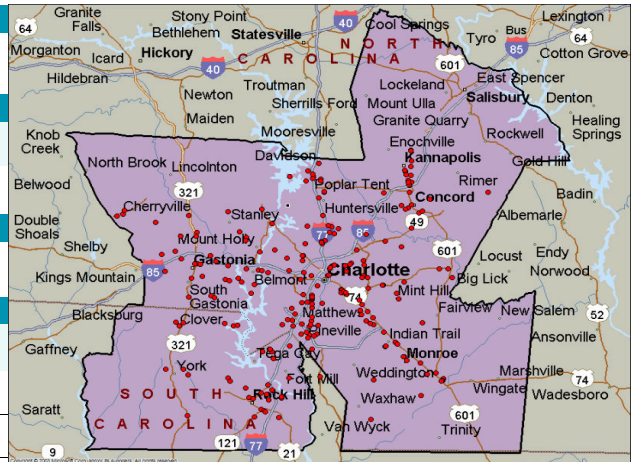 Granite
Falls
Stony Point
40
Cool Springs
Lexington
64
Bethlehem
Statesville
Tyro
Bus
85
64
Morganton
Icard
Hickory
NORTH
CAROLINA
Cotton Grove
Hildebran
40
601
Troutman
Lockeland
East Spencer
Newton
Sherrills Ford
Mount Ulla
Salisbury
Denton
Maiden
Granite Quarry
Healing
Springs
Knob
Creek
Mooresville
Enochville
Rockwell
North Brook
Lincolnton
Davidson
Kannapolis
Gold Hill
Belwood
321
Poplar Tent
Concord
Rimer
Badin
Cherryville
Stanley
Huntersville
49
Albemarle
Double
Shoals
Shelby
Mount Holly
77
85
601
Locust
Endy
Kings Mountain
85
Gastonia
Belmont
Charlotte
Big Lick
Norwood
South
Gastonia
74
Mint Hill
Blacksburg
Clover
Matthews
Fairview
New Salem
52
Pineville
Indian Trail
Ansonville
Gaffney
321
Tega Cay
Monroe
York
Fort Mill
Weddington
Marshville
74
SOUTH
CAROLINA
Rock Hill
Wingate
Wadesboro
Saratt
Waxhaw
601
9
121
77
21
Van Wyck
Trinity